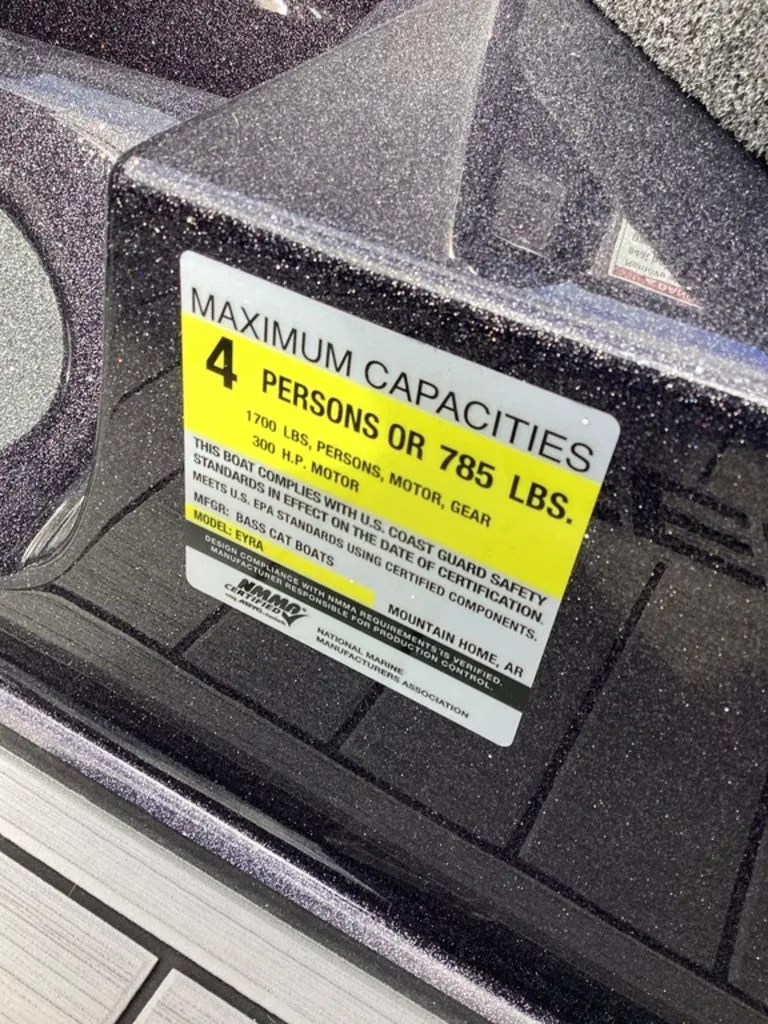 MAXIMUM CAPACITIES
4 PERSONS OR 785 LBS.
1700 LBS, PERSONS, MOTOR, GEAR
300 H.P. MOTOR
THIS BOAT COMPLIES WITH U.S. COAST GUARD SAFETY
STANDARDS IN EFFECT ON THE DATE OF CERTIFICATION.
MEETS U.S. EPA STANDARDS USING CERTIFIED COMPONENTS.
MFGR: BASS CAT BOATS MOUNTAIN HOME, AR
MODEL: EYRA
DESIGN COMPLIANCE WITH NMMA REQUIREMENTS IS VERIFIED.
MANUFACTURER RESPONSIBLE FOR PRODUCTION CONTROL.
NMMA
CERTIFIED
NATIONAL MARINE
MANUFACTURERS ASSOCIATION